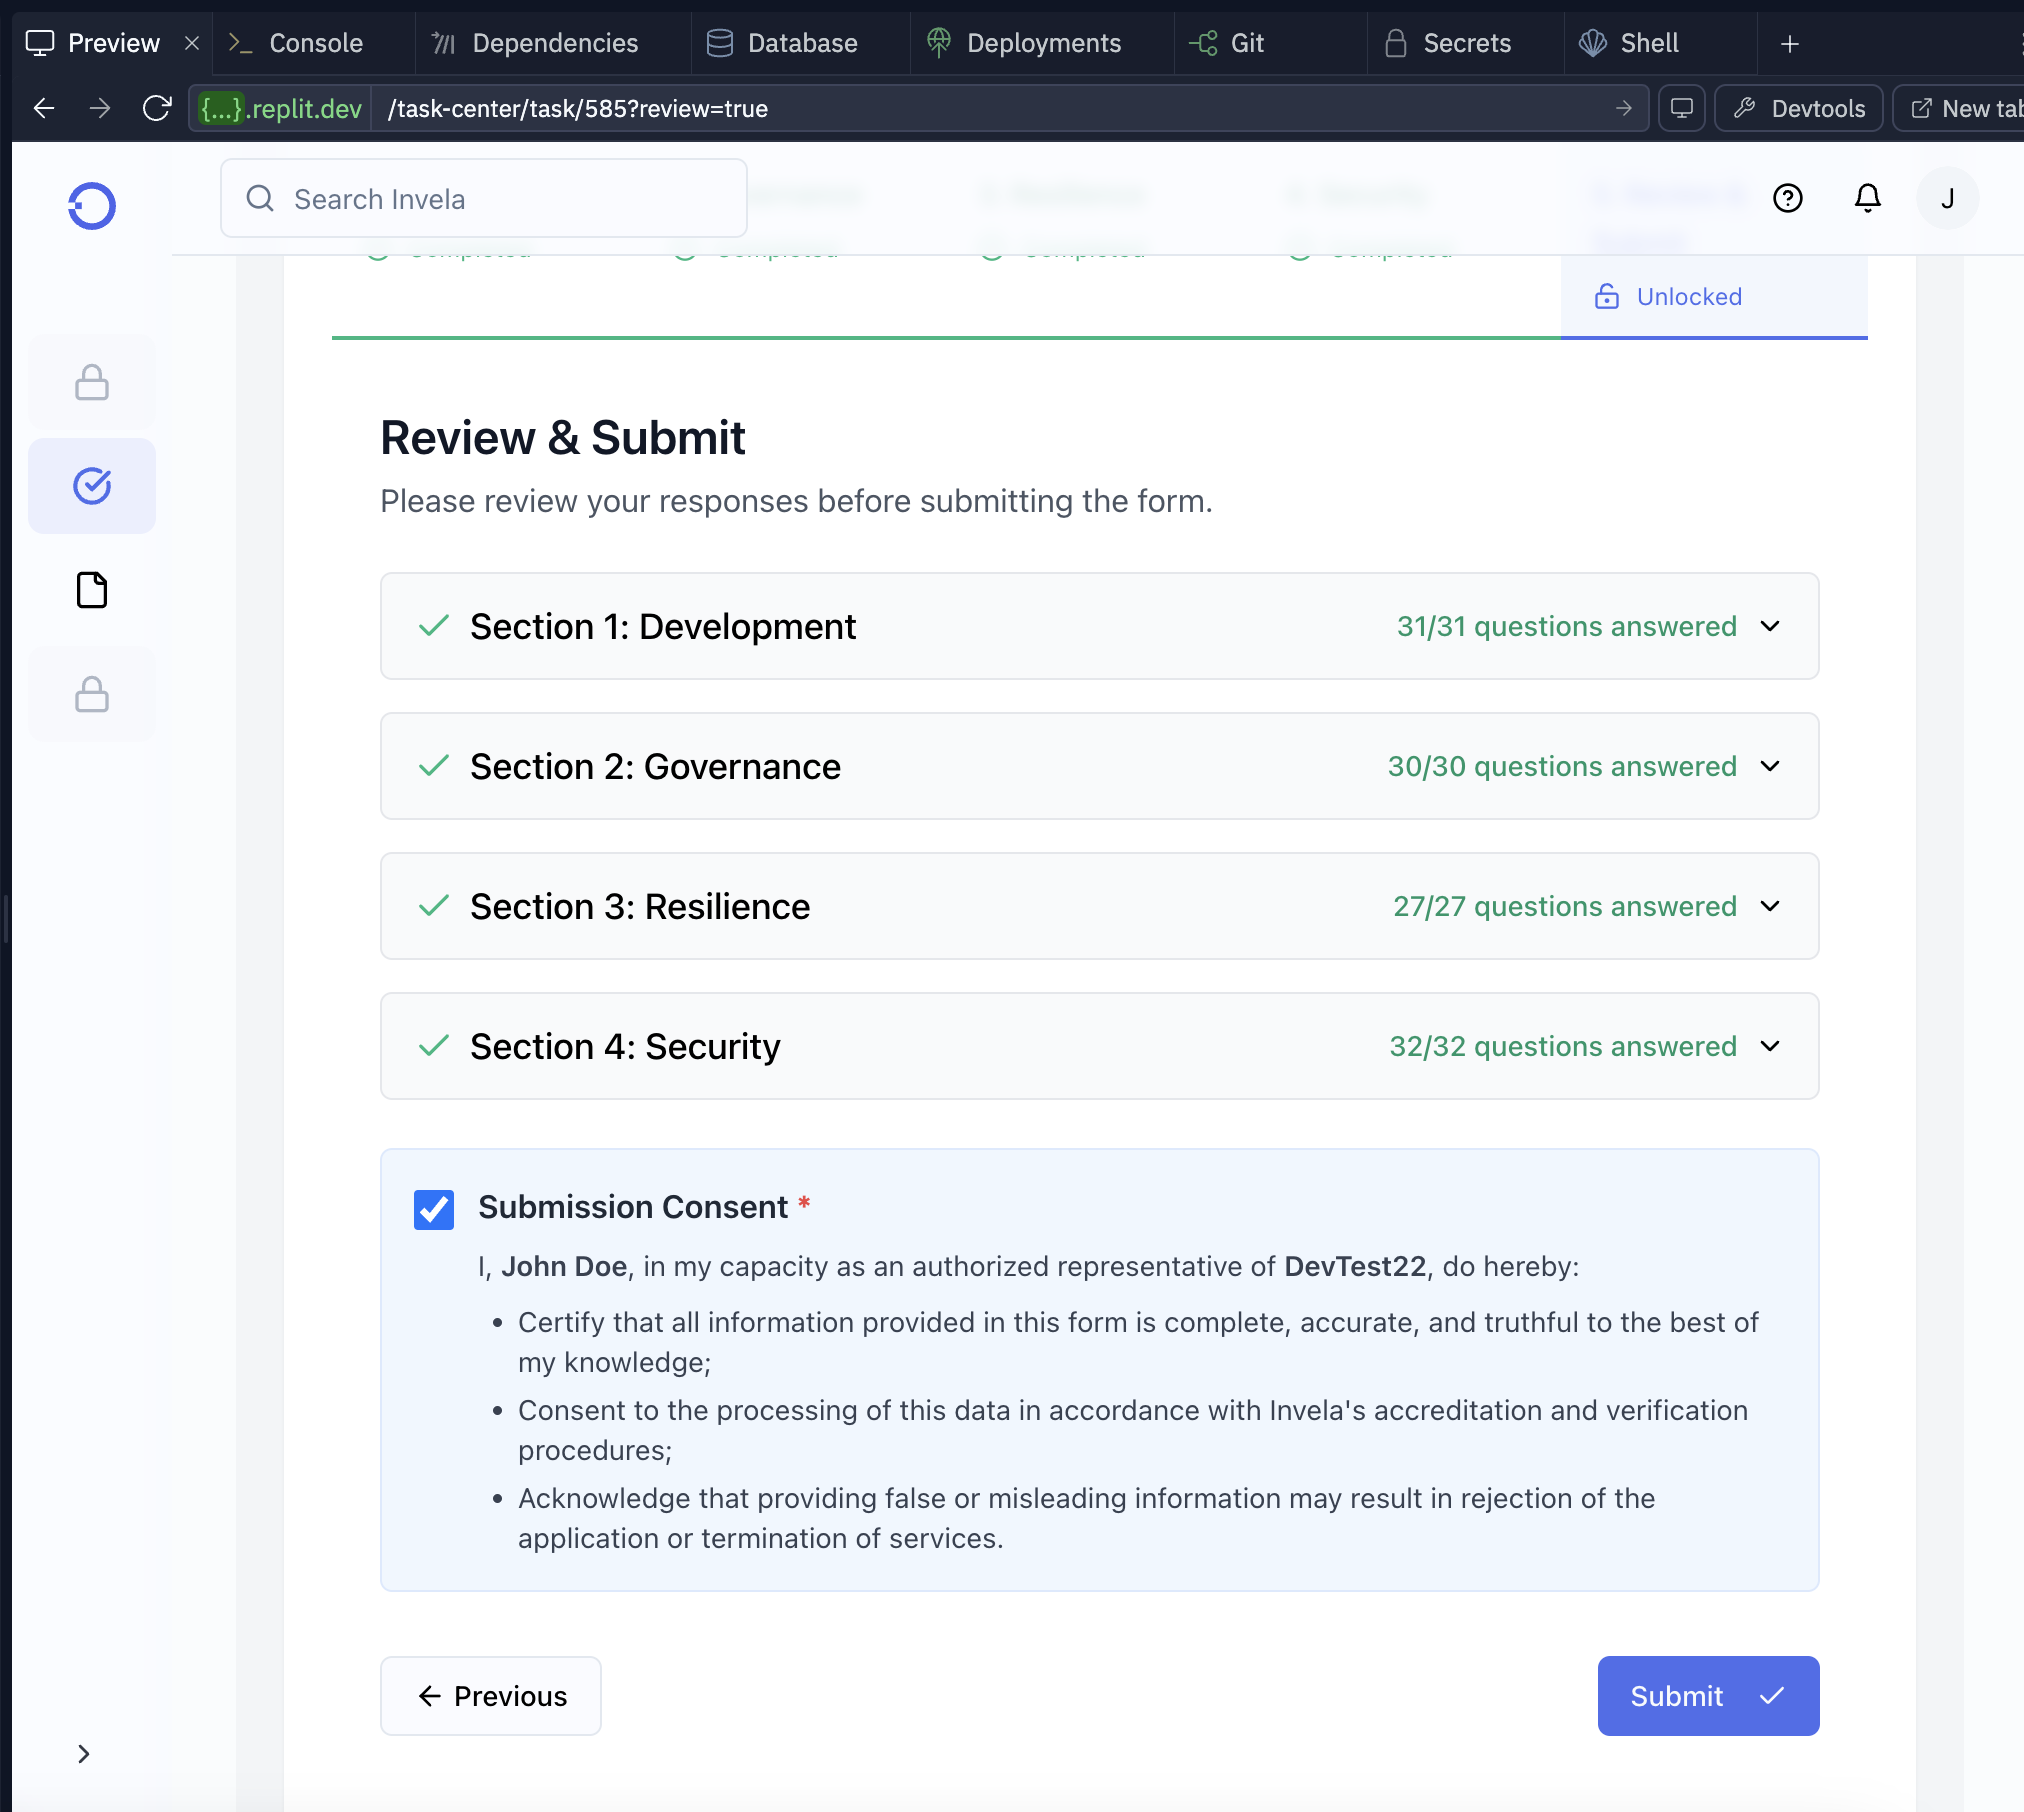 Preview
Console
Dependencies
Database
Deployments
Git
Secrets
Shell
{...}.replit.dev /task-center/task/585?review=true
Devtools
New tab
Search Invela
J
Completed
Completed
Completed
Completed
Unlocked
Review & Submit
Please review your responses before submitting the form.
Section 1: Development
31/31 questions answered
Section 2: Governance
30/30 questions answered
Section 3: Resilience
27/27 questions answered
Section 4: Security
32/32 questions answered
Submission Consent *
I, John Doe, in my capacity as an authorized representative of DevTest22, do hereby:
• Certify that all information provided in this form is complete, accurate, and truthful to the best of
my knowledge;
• Consent to the processing of this data in accordance with Invela's accreditation and verification
procedures;
• Acknowledge that providing false or misleading information may result in rejection of the
application or termination of services.
Previous
Submit